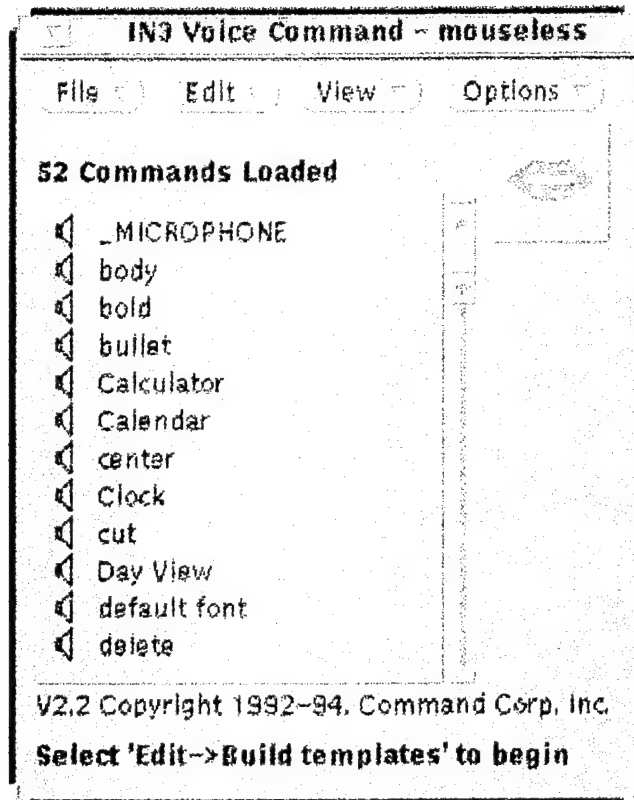 IN3 Voice Command - mouseless
File Edit View Options
52 Commands Loaded
_MICROPHONE
body
bold
bullet
Calculator
Calendar
center
Clock
cut
Day View
default font
delete
V2.2 Copyright 1992-94, Command Corp, Inc.
Select 'Edit->Build templates' to begin